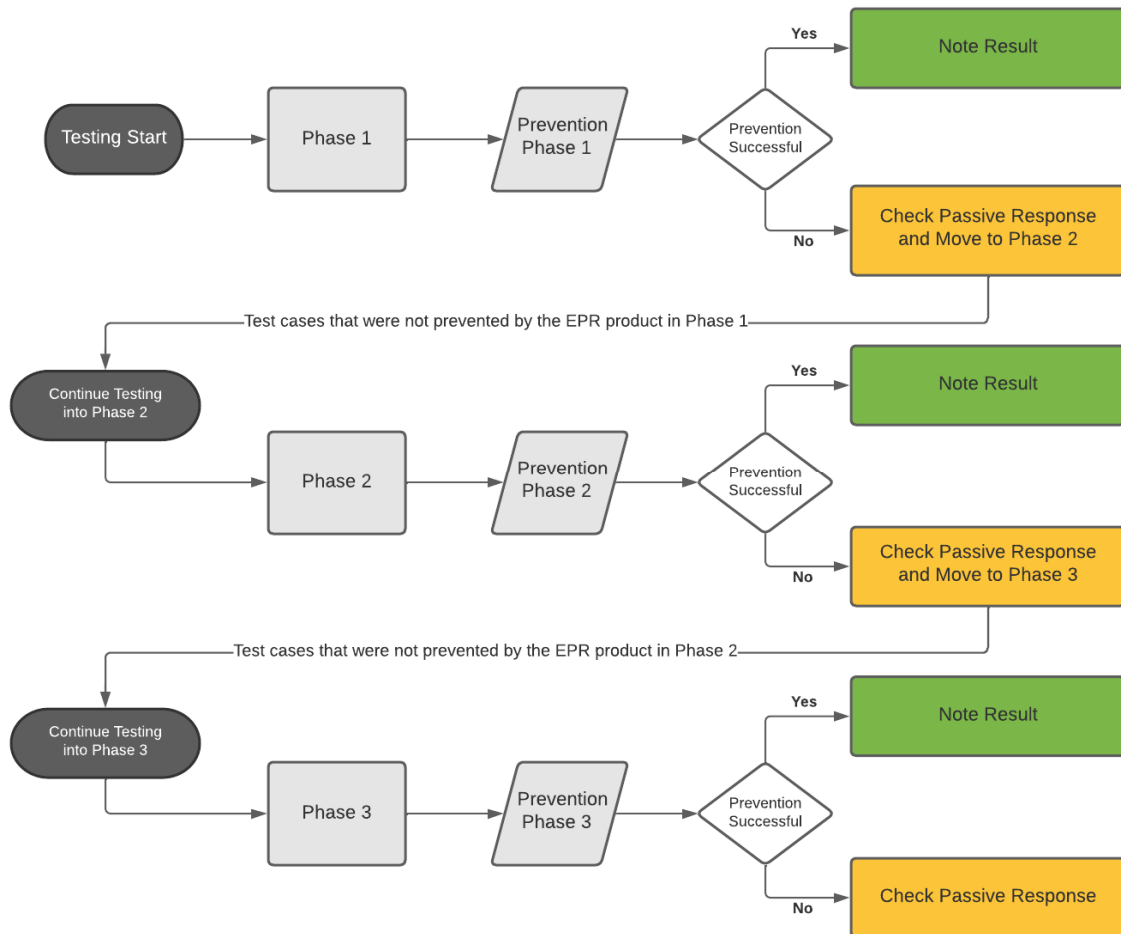 Yes
Note Result
Testing Start
Phase 1
Prevention
Phase 1
Prevention
Successful
No
Check Passive Response
and Move to Phase 2
Test cases that were not prevented by the EPR product in Phase 1
Continue Testing
into Phase 2
Yes
Note Result
Phase 2
Prevention
Phase 2
Prevention
Successful
No
Check Passive Response
and Move to Phase 3
Test cases that were not prevented by the EPR product in Phase 2
Continue Testing
into Phase 3
Yes
Note Result
Phase 3
Prevention
Phase 3
Prevention
Successful
No
Check Passive Response